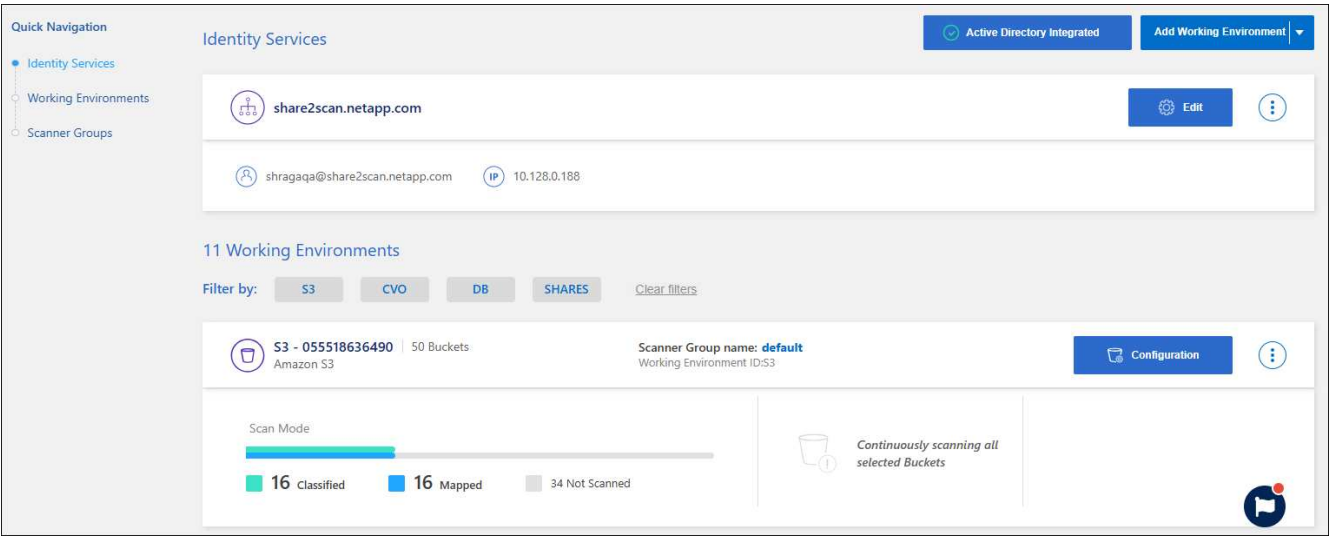 Quick Navigation
Identity Services
Working Environments
Scanner Groups
Identity Services
Active Directory Integrated
Add Working Environment
share2scan.netapp.com
Edit
shragaqa@share2scan.netapp.com
IP 10.128.0.188
11 Working Environments
Filter by: S3 CVO DB SHARES Clear filters
S3 - 055518636490 | 50 Buckets
Amazon S3
Scanner Group name: default
Working Environment ID:S3
Configuration
Scan Mode
16 Classified 16 Mapped 34 Not Scanned
Continuously scanning all
selected Buckets